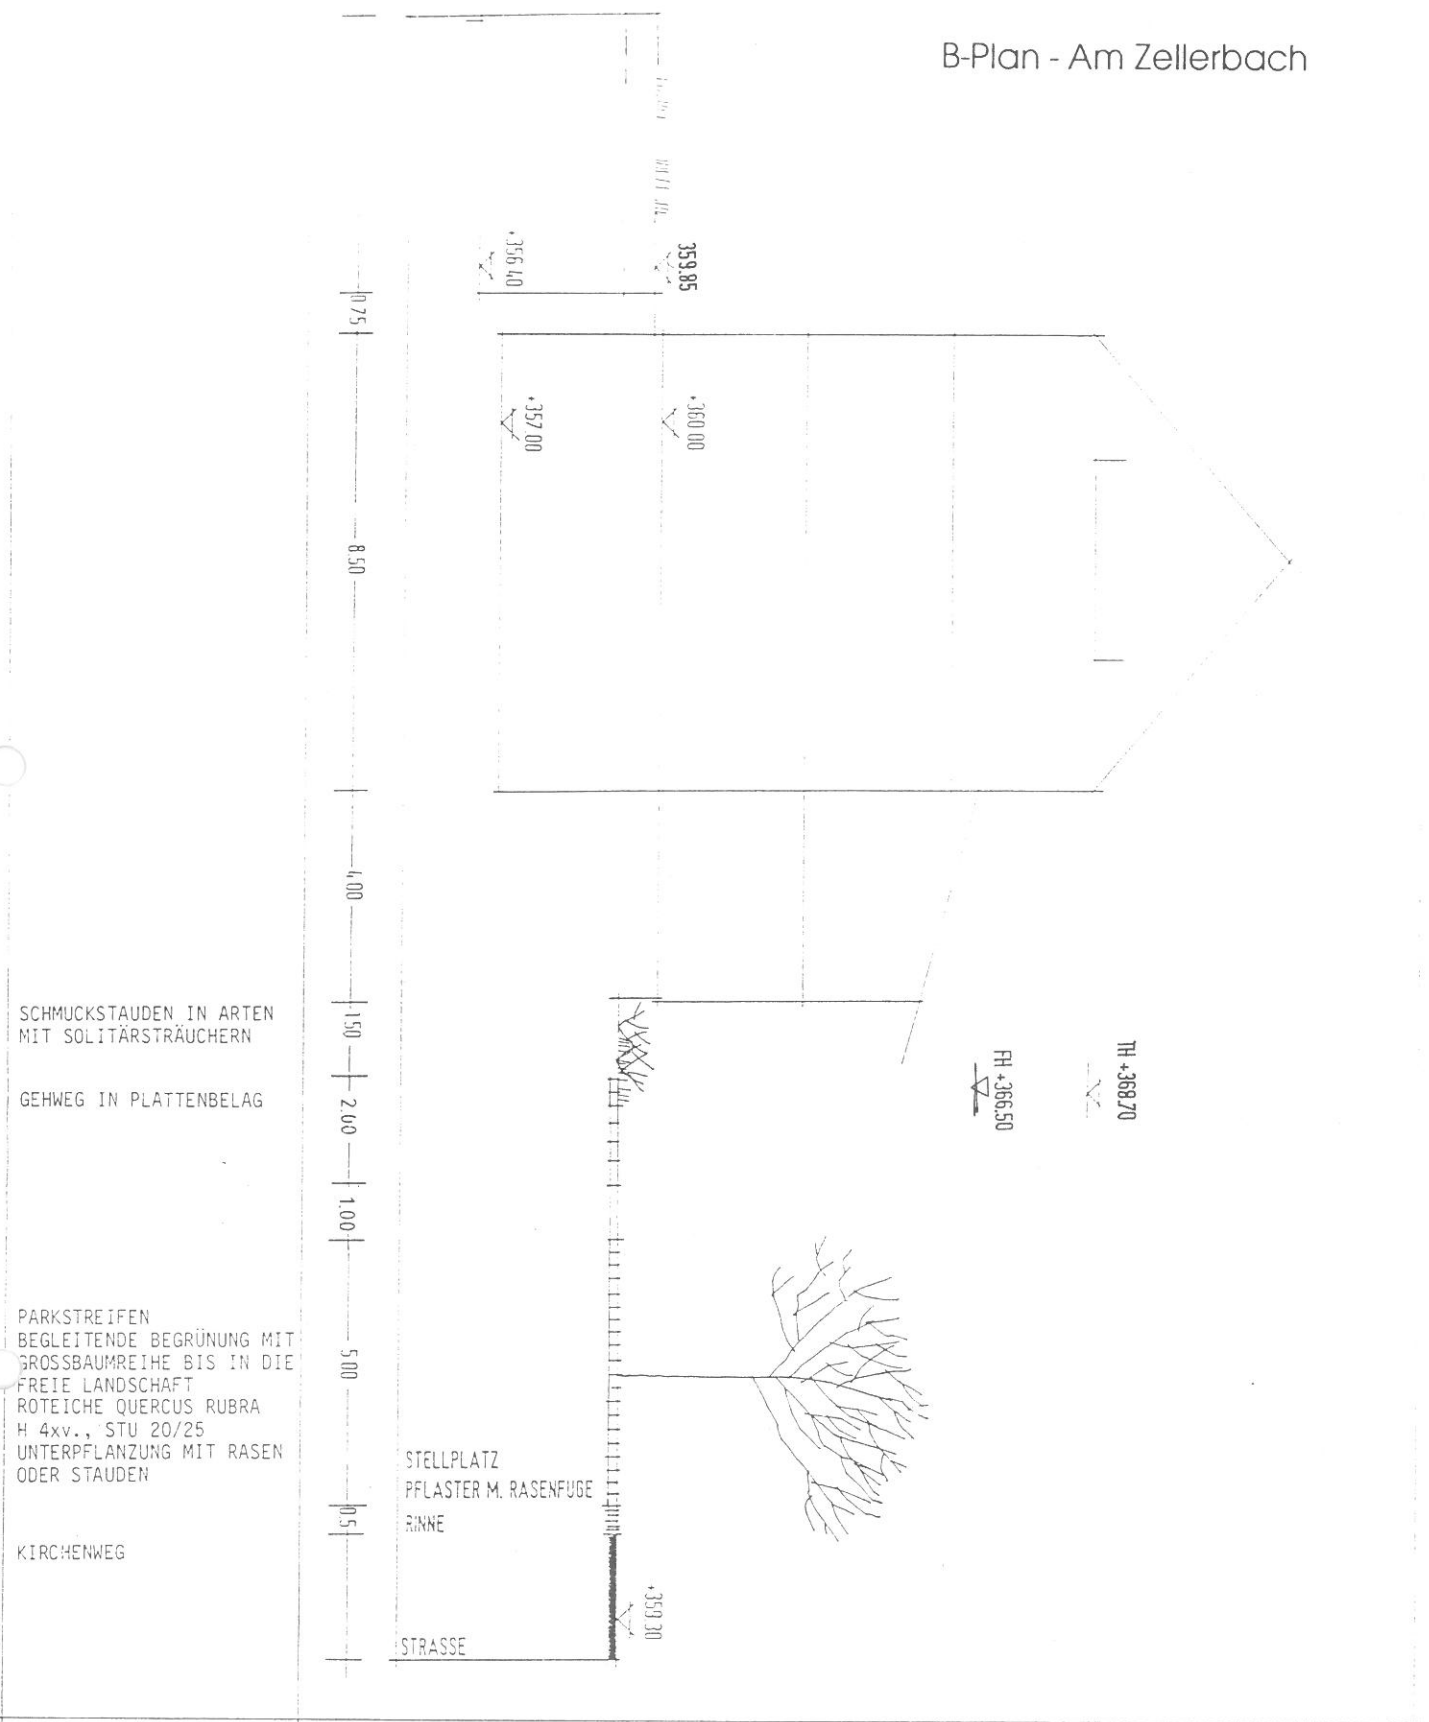 B-Plan - Am Zellerbach
+356.40
359.85
0.75
+357.00
+360.00
8.50
4.00
SCHMUCKSTAUDEN IN ARTEN
MIT SOLITÄRSTRÄUCHERN
1.50
GEHWEG IN PLATTENBELAG
2.00
FH +366.50
TH +368.70
1.00
PARKSTREIFEN
BEGLEITENDE BEGRÜNUNG MIT
GROSSBAUMREIHE BIS IN DIE
FREIE LANDSCHAFT
ROTEICHE QUERCUS RUBRA
H 4xv., STU 20/25
UNTERPFLANZUNG MIT RASEN
ODER STAUDEN
5.00
STELLPLATZ
PFLASTER M. RASENFUGE
RINNE
0.5
KIRCHENWEG
+359.30
STRASSE